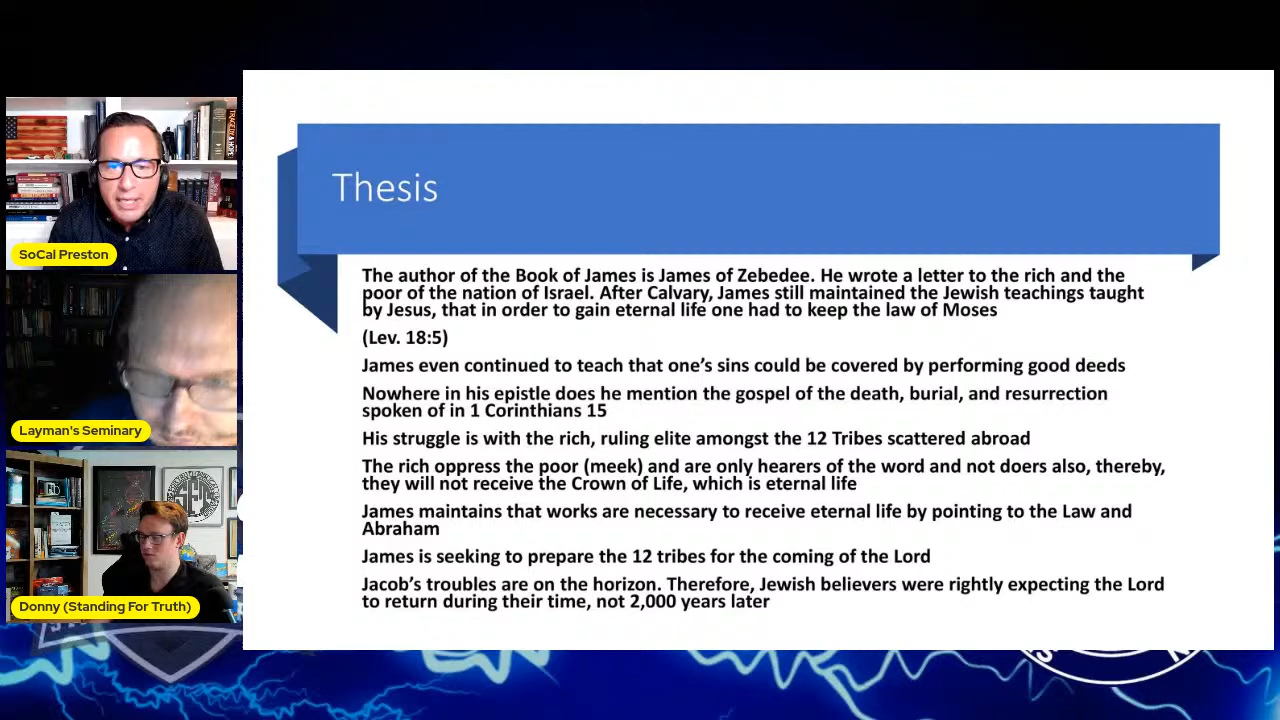 Thesis
The author of the Book of James is James of Zebedee. He wrote a letter to the rich and the
poor of the nation of Israel. After Calvary, James still maintained the Jewish teachings taught
by Jesus, that in order to gain eternal life one had to keep the law of Moses
(Lev. 18:5)
James even continued to teach that one’s sins could be covered by performing good deeds
Nowhere in his epistle does he mention the gospel of the death, burial, and resurrection
spoken of in 1 Corinthians 15
His struggle is with the rich, ruling elite amongst the 12 Tribes scattered abroad
The rich oppress the poor (meek) and are only hearers of the word and not doers also, thereby,
they will not receive the Crown of Life, which is eternal life
James maintains that works are necessary to receive eternal life by pointing to the Law and
Abraham
James is seeking to prepare the 12 tribes for the coming of the Lord
Jacob’s troubles are on the horizon. Therefore, Jewish believers were rightly expecting the Lord
to return during their time, not 2,000 years later
SoCal Preston
TRAGEDY & HOPE
Layman's Seminary
Donny (Standing For Truth)